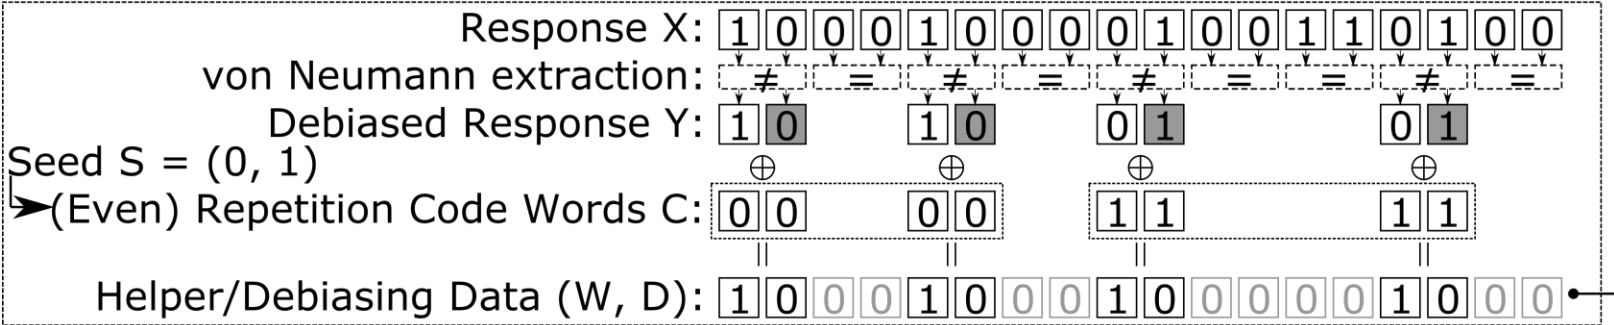 Response X: 1 0 0 0 1 0 0 0 0 1 0 0 1 1 0 1 0 0
von Neumann extraction: ≠ = ≠ = ≠ = = ≠ =
Debiased Response Y: 1 0 1 0 0 1 0 1
Seed S = (0, 1) ⊕ ⊕ ⊕ ⊕
(Even) Repetition Code Words C: 0 0 0 0 1 1 1 1
|| || || ||
Helper/Debiasing Data (W, D): 1 0 0 0 1 0 0 0 1 0 0 0 0 0 1 0 0 0